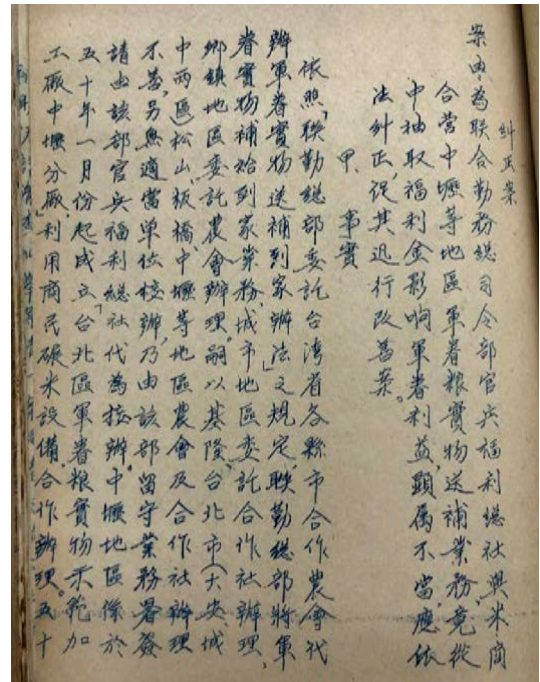 糾正案
案由：為聯合勤務總司令部官兵福利總社與米商
合营中壢等地區軍眷粮實物送補業務，竟從
中抽取福利金影响軍眷利益，顕属不當，應依
法糾正，促其迅行改善案。
甲、事實
依照「联勤總部委託台湾省各縣市合作農會代
辦軍眷實物送補到家辦法」之規定，联勤總部將軍
眷實物補給到家業務，城市地區委託合作社辦理，
鄉鎮地區委託農會辦理。嗣以基隆、台北市（大安、城
中两區）松山、板橋、中壢等地區農會及合作社辦理
不善，另無適當單位接辦，乃由該部留守業務署簽
請由該部官兵福利總社代為接辦。中壢地區係於
五十年一月份起成立「台北區軍眷粮實物示範加
工廠中壢分廠」，利用商民碾米設備，合作辦理。五十